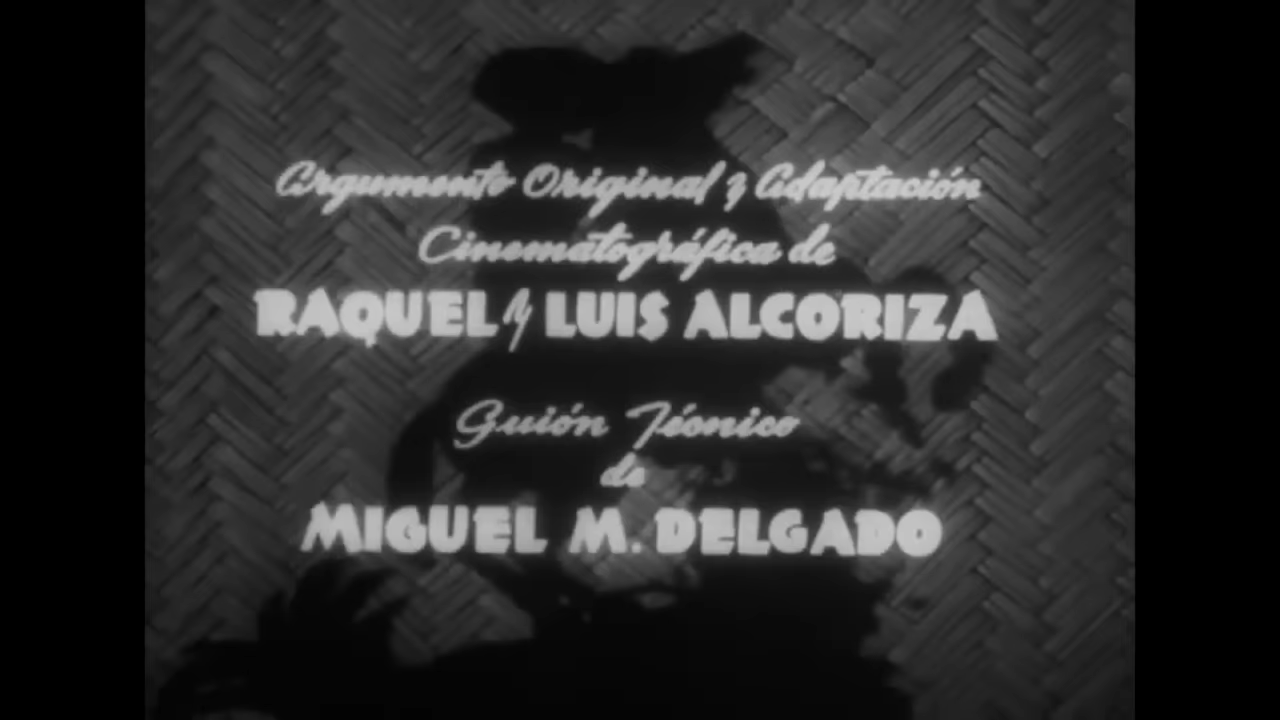 Argumento Original y Adaptación
Cinematográfica de
RAQUEL y LUIS ALCORIZA
Guión Técnico
de
MIGUEL M. DELGADO